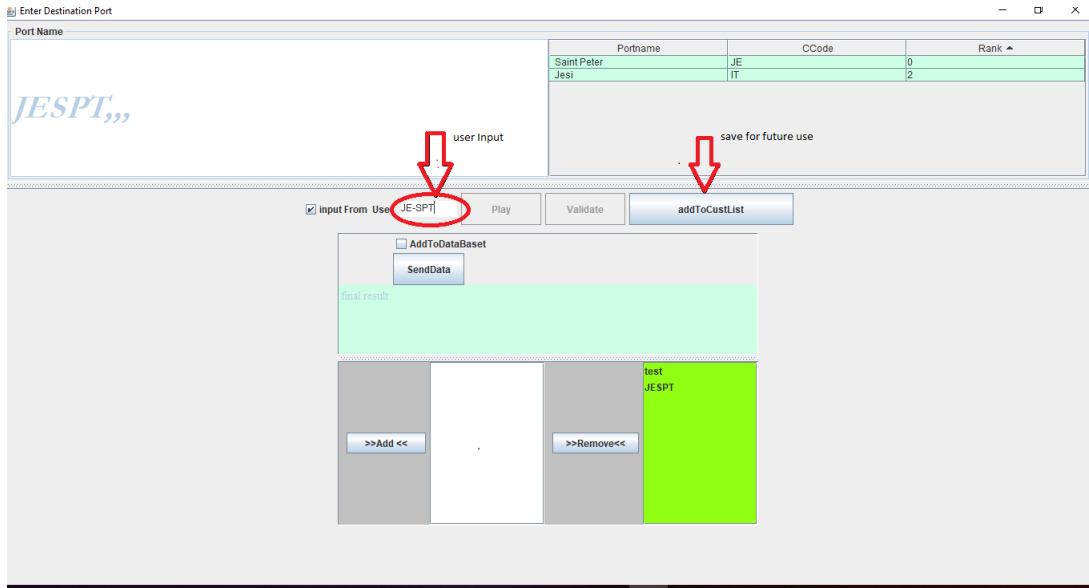 Enter Destination Port
Port Name
Portname CCode Rank
Saint Peter JE 0
Jesi IT 2
JESPT,,,
user Input
save for future use
input From Use JE-SPT Play Validate addToCustList
AddToDataBaset
SendData
final result
test
JESPT
>>Add << >>Remove<<